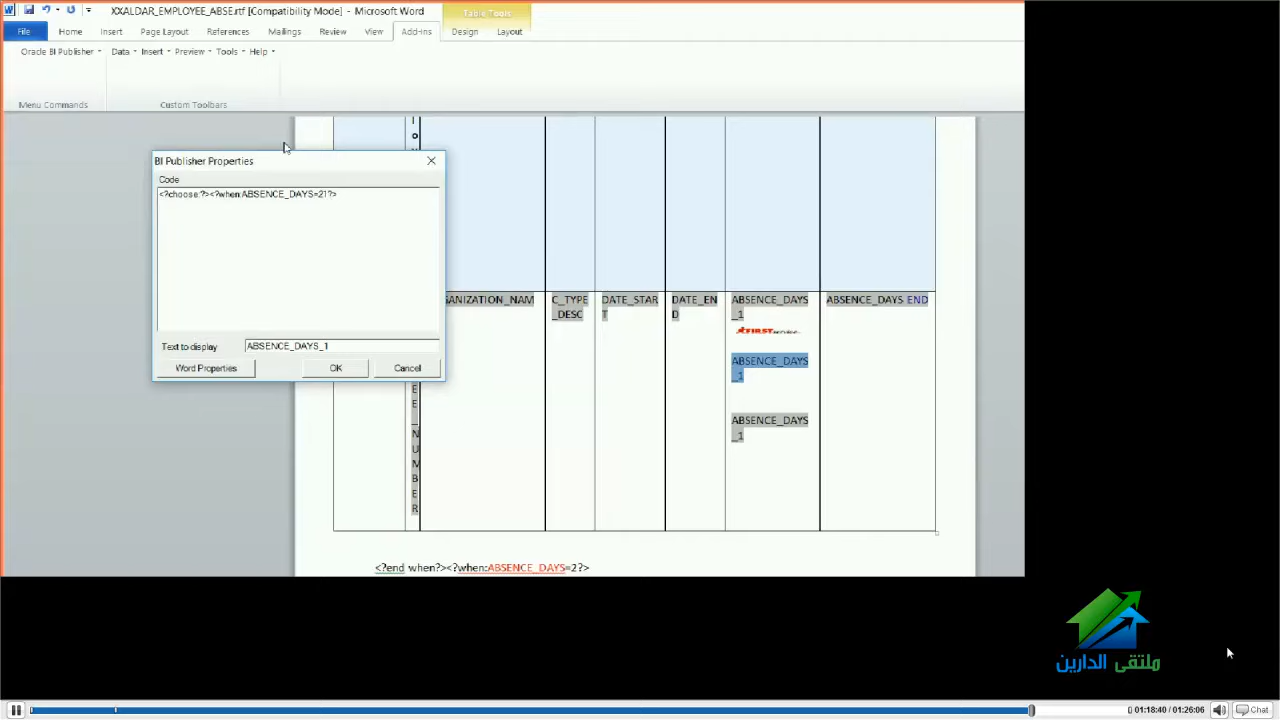 XXALDAR_EMPLOYEE_ABSE.rtf [Compatibility Mode] - Microsoft Word
Table Tools
File Home Insert Page Layout References Mailings Review View Add-Ins Design Layout
Oracle BI Publisher Data Insert Preview Tools Help
Menu Commands Custom Toolbars
BI Publisher Properties
Code
<?choose:?><?when:ABSENCE_DAYS=21?>
Text to display ABSENCE_DAYS_1
Word Properties OK Cancel
I
o
GANIZATION_NAM
C_TYPE
_DESC
DATE_STAR
T
DATE_EN
D
ABSENCE_DAYS
_1
FIRST
ABSENCE_DAYS
_1
ABSENCE_DAYS
_1
ABSENCE_DAYS END
E
E
_
N
U
M
B
E
R
<?end when?><?when:ABSENCE_DAYS=2?>
ملتقى الدارين
01:18:40 / 01:26:06 Chat